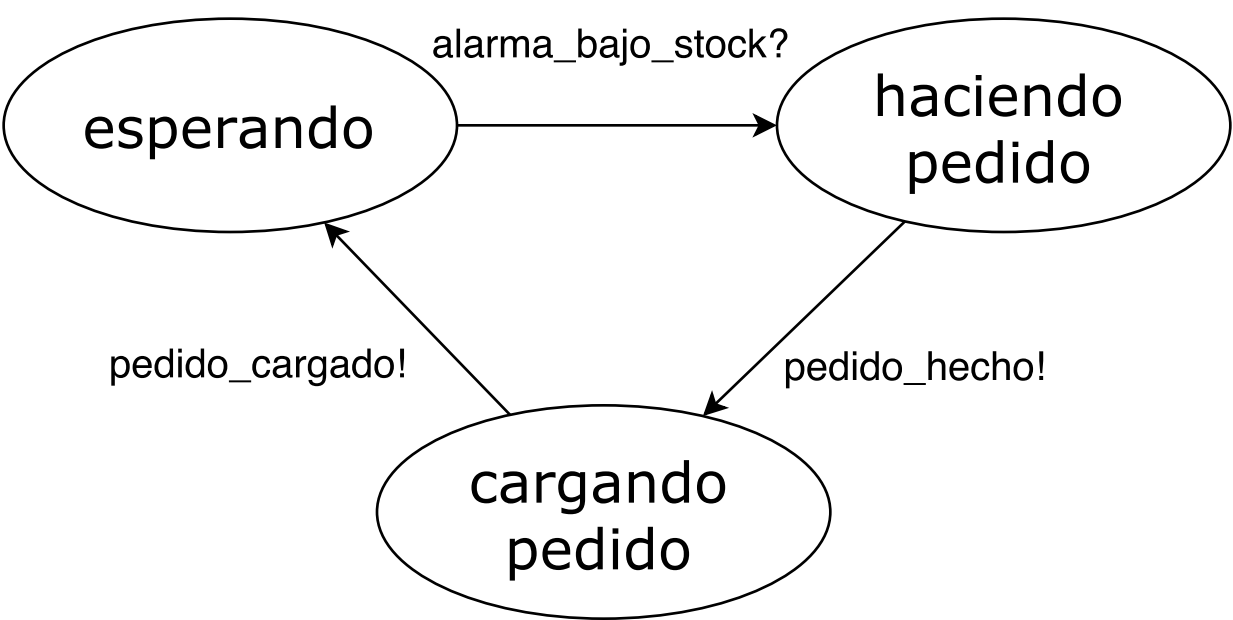 alarma_bajo_stock?
esperando
haciendo
pedido
pedido_cargado!
pedido_hecho!
cargando
pedido